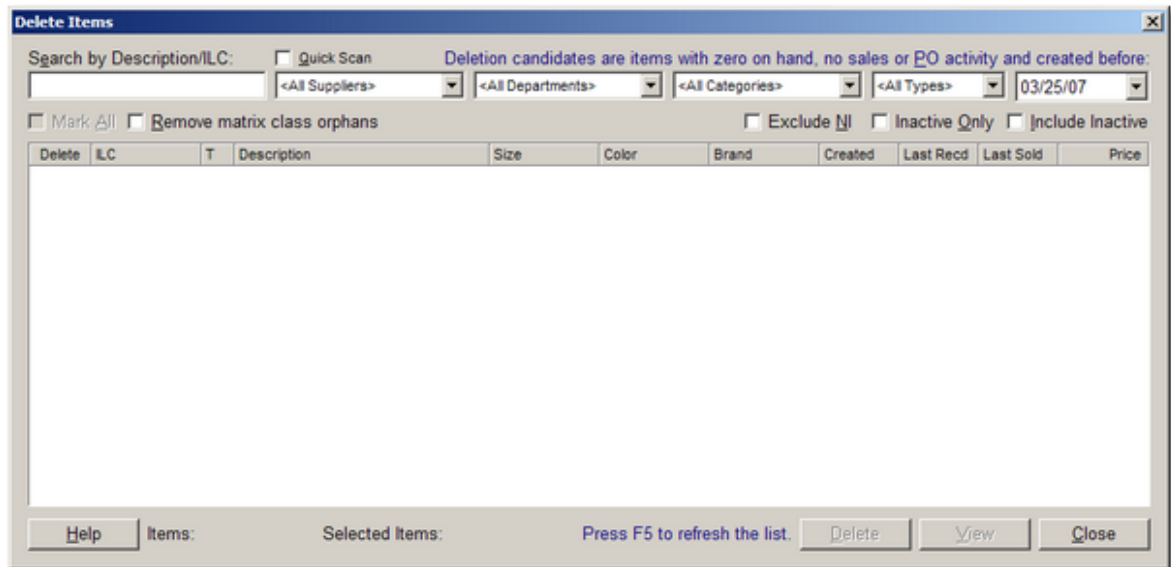 Delete Items
Search by Description/ILC: Quick Scan Deletion candidates are items with zero on hand, no sales or PO activity and created before:
<All Suppliers> <All Departments> <All Categories> <All Types> 03/25/07
Mark All Remove matrix class orphans Exclude NI Inactive Only Include Inactive
Delete ILC T Description Size Color Brand Created Last Recd Last Sold Price
Help Items: Selected Items: Press F5 to refresh the list. Delete View Close